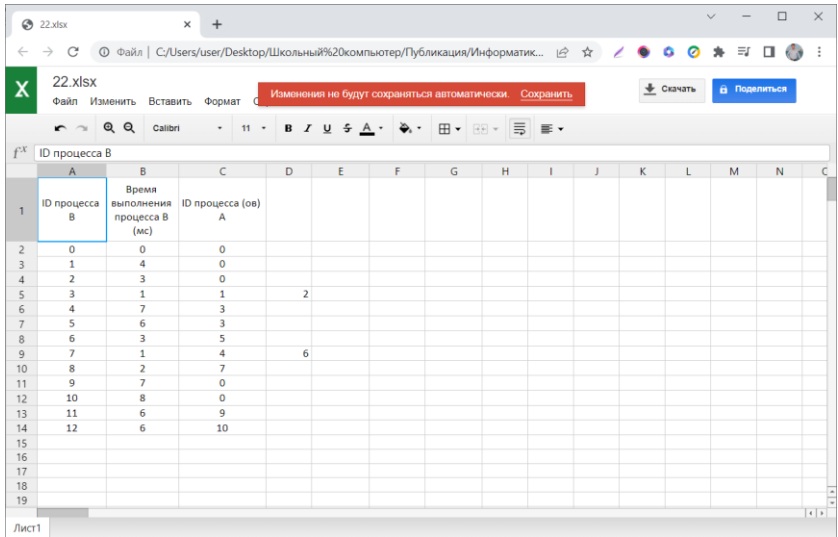 22.xlsx
Файл | C:/Users/user/Desktop/Школьный%20компьютер/Публикация/Информатик...
22.xlsx
Файл Изменить Вставить Формат
Изменения не будут сохраняться автоматически. Сохранить
Скачать
Поделиться
Calibri 11 B I U S A
fx ID процесса B
A B C D E F G H I J K L M N
1 ID процесса B Время выполнения процесса B (мс) ID процесса (ов) A
2 0 0 0
3 1 4 0
4 2 3 0
5 3 1 1 2
6 4 7 3
7 5 6 3
8 6 3 5
9 7 1 4 6
10 8 2 7
11 9 7 0
12 10 8 0
13 11 6 9
14 12 6 10
15
16
17
18
19
Лист1